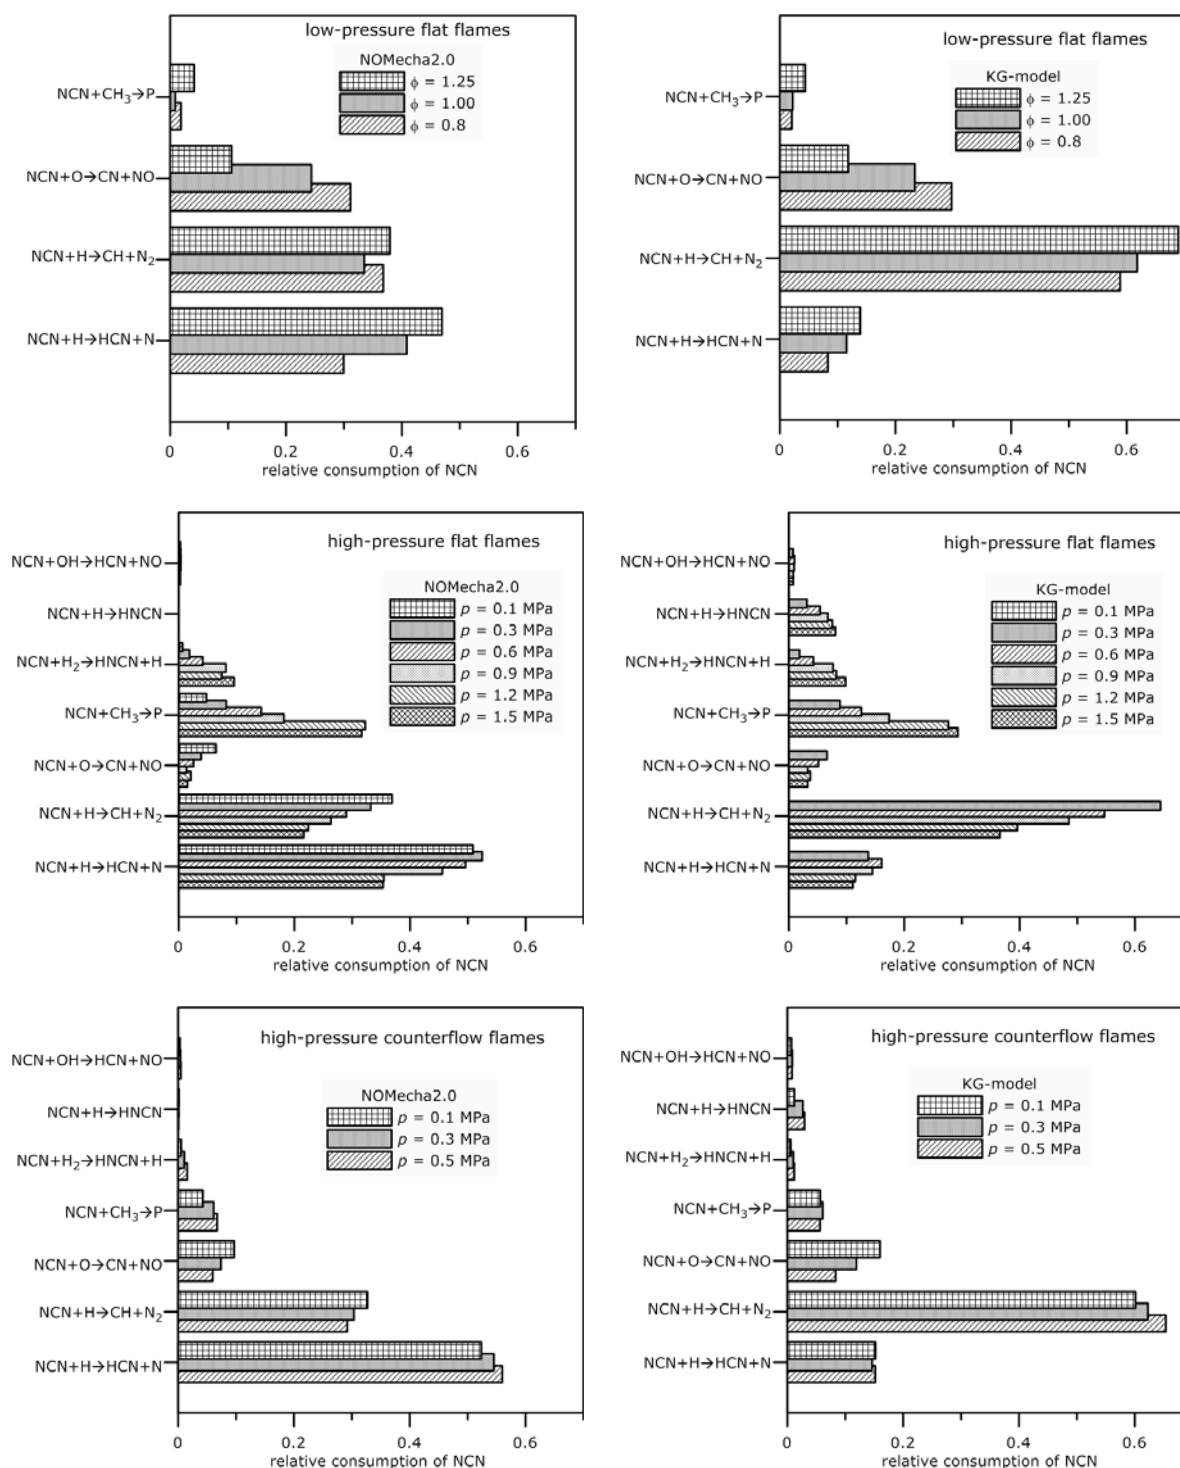 low-pressure flat flames
NOMecha2.0
ϕ = 1.25
ϕ = 1.00
ϕ = 0.8
NCN+CH₃→P
NCN+O→CN+NO
NCN+H→CH+N₂
NCN+H→HCN+N
0 0.2 0.4 0.6
relative consumption of NCN
low-pressure flat flames
KG-model
ϕ = 1.25
ϕ = 1.00
ϕ = 0.8
NCN+CH₃→P
NCN+O→CN+NO
NCN+H→CH+N₂
NCN+H→HCN+N
0 0.2 0.4 0.6
relative consumption of NCN
high-pressure flat flames
NOMecha2.0
p = 0.1 MPa
p = 0.3 MPa
p = 0.6 MPa
p = 0.9 MPa
p = 1.2 MPa
p = 1.5 MPa
NCN+OH→HCN+NO
NCN+H→HNCN
NCN+H₂→HNCN+H
NCN+CH₃→P
NCN+O→CN+NO
NCN+H→CH+N₂
NCN+H→HCN+N
0 0.2 0.4 0.6
relative consumption of NCN
high-pressure flat flames
KG-model
p = 0.1 MPa
p = 0.3 MPa
p = 0.6 MPa
p = 0.9 MPa
p = 1.2 MPa
p = 1.5 MPa
NCN+OH→HCN+NO
NCN+H→HNCN
NCN+H₂→HNCN+H
NCN+CH₃→P
NCN+O→CN+NO
NCN+H→CH+N₂
NCN+H→HCN+N
0 0.2 0.4 0.6
relative consumption of NCN
high-pressure counterflow flames
NOMecha2.0
p = 0.1 MPa
p = 0.3 MPa
p = 0.5 MPa
NCN+OH→HCN+NO
NCN+H→HNCN
NCN+H₂→HNCN+H
NCN+CH₃→P
NCN+O→CN+NO
NCN+H→CH+N₂
NCN+H→HCN+N
0 0.2 0.4 0.6
relative consumption of NCN
high-pressure counterflow flames
KG-model
p = 0.1 MPa
p = 0.3 MPa
p = 0.5 MPa
NCN+OH→HCN+NO
NCN+H→HNCN
NCN+H₂→HNCN+H
NCN+CH₃→P
NCN+O→CN+NO
NCN+H→CH+N₂
NCN+H→HCN+N
0 0.2 0.4 0.6
relative consumption of NCN